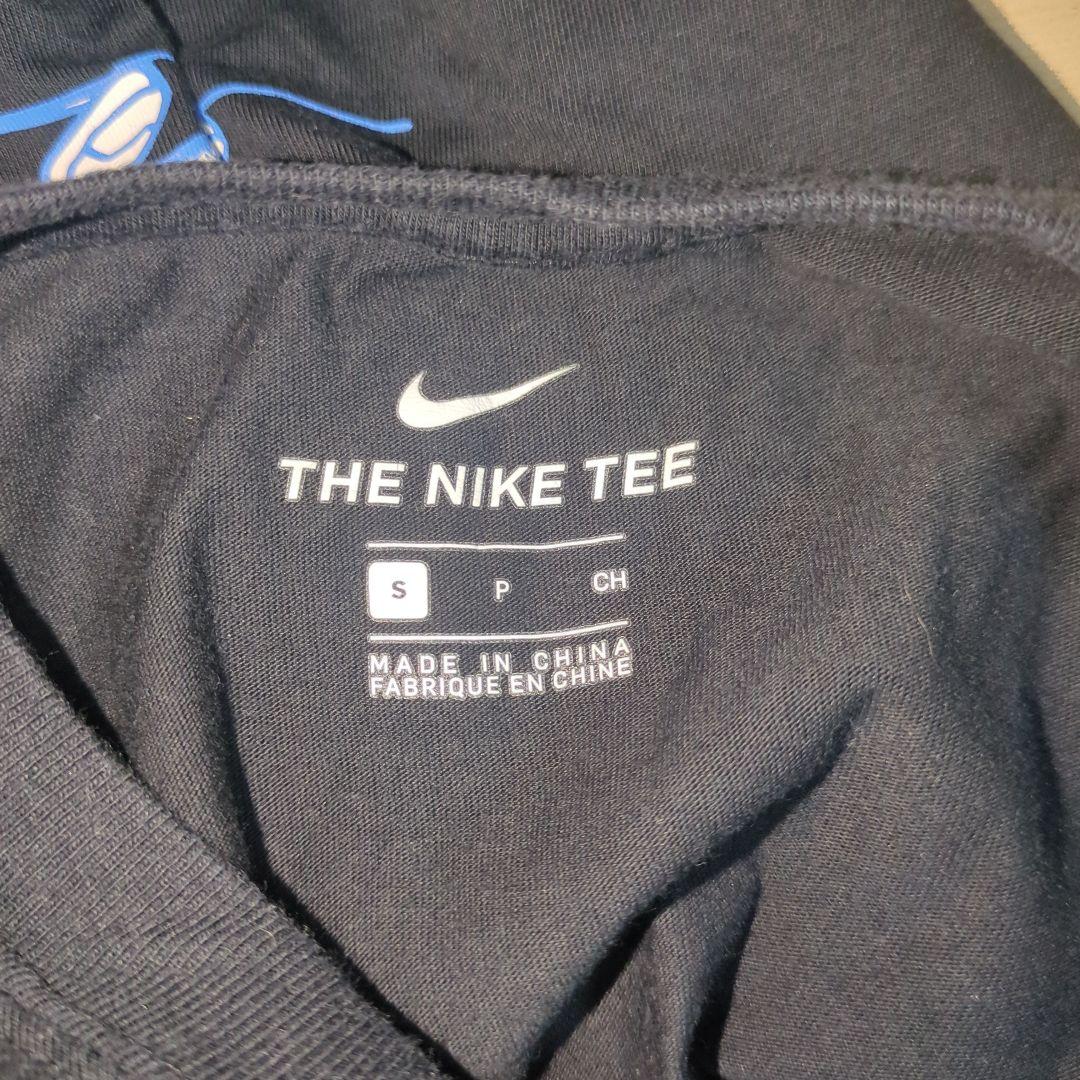 THE NIKE TEE
S P CH
MADE IN CHINA
FABRIQUE EN CHINE